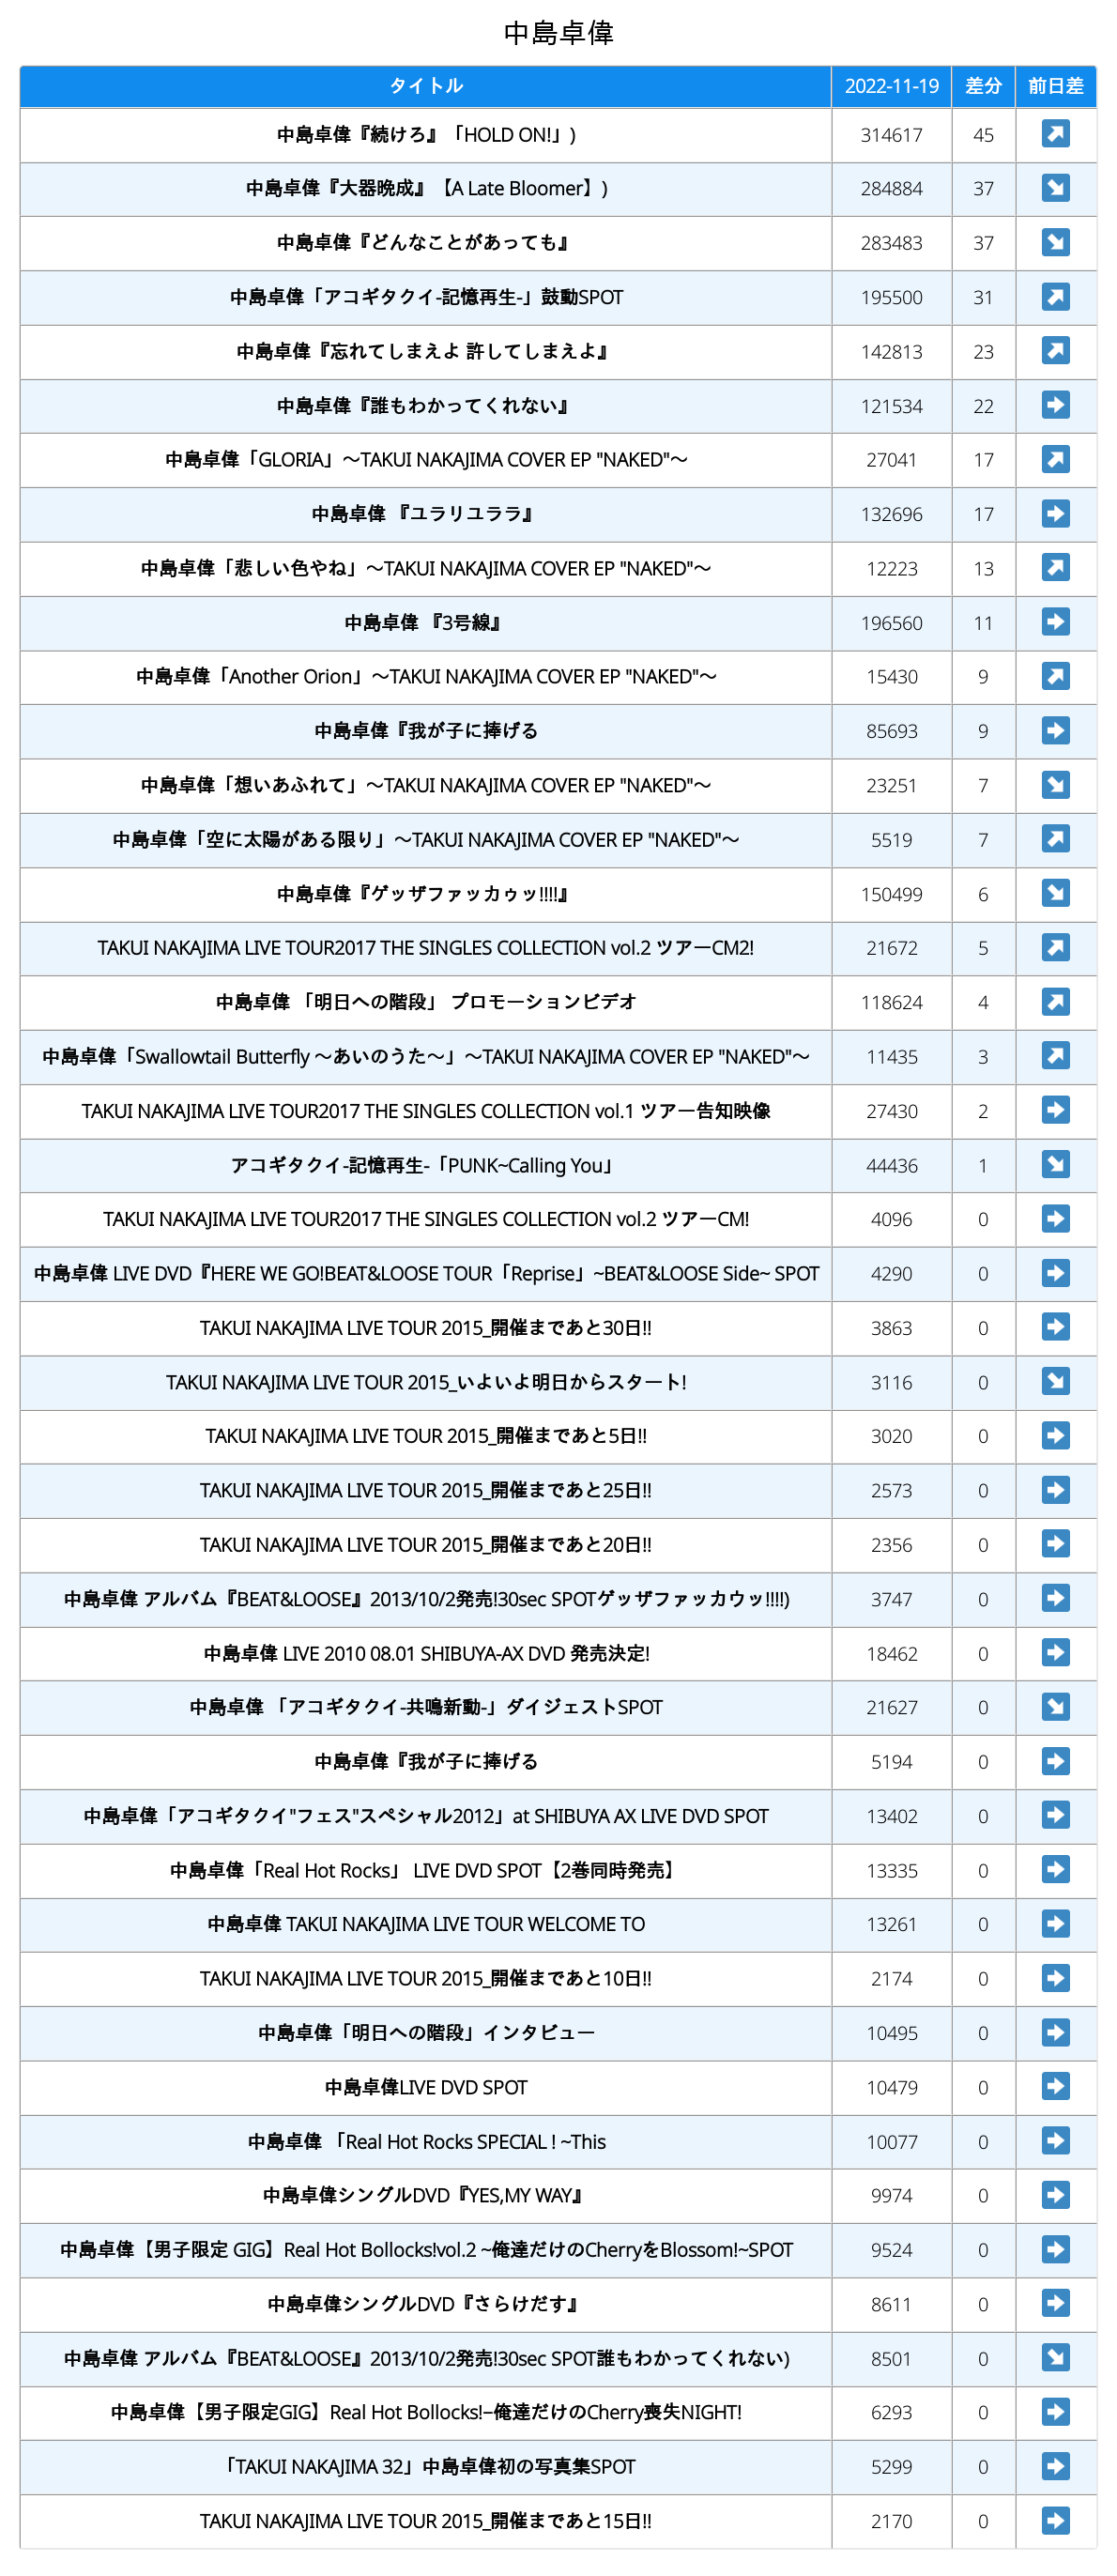 中島卓偉
タイトル 2022-11-19 差分 前日差
中島卓偉『続けろ』「HOLD ON!」) 314617 45
中島卓偉『大器晩成』【A Late Bloomer】) 284884 37
中島卓偉『どんなことがあっても』 283483 37
中島卓偉「アコギタクイ-記憶再生-」鼓動SPOT 195500 31
中島卓偉『忘れてしまえよ 許してしまえよ』 142813 23
中島卓偉『誰もわかってくれない』 121534 22
中島卓偉「GLORIA」〜TAKUI NAKAJIMA COVER EP "NAKED"〜 27041 17
中島卓偉 『ユラリユララ』 132696 17
中島卓偉「悲しい色やね」〜TAKUI NAKAJIMA COVER EP "NAKED"〜 12223 13
中島卓偉 『3号線』 196560 11
中島卓偉「Another Orion」〜TAKUI NAKAJIMA COVER EP "NAKED"〜 15430 9
中島卓偉『我が子に捧げる 85693 9
中島卓偉「想いあふれて」〜TAKUI NAKAJIMA COVER EP "NAKED"〜 23251 7
中島卓偉「空に太陽がある限り」〜TAKUI NAKAJIMA COVER EP "NAKED"〜 5519 7
中島卓偉『ゲッザファッカゥッ!!!!』 150499 6
TAKUI NAKAJIMA LIVE TOUR2017 THE SINGLES COLLECTION vol.2 ツアーCM2! 21672 5
中島卓偉 「明日への階段」 プロモーションビデオ 118624 4
中島卓偉「Swallowtail Butterfly 〜あいのうた〜」〜TAKUI NAKAJIMA COVER EP "NAKED"〜 11435 3
TAKUI NAKAJIMA LIVE TOUR2017 THE SINGLES COLLECTION vol.1 ツアー告知映像 27430 2
アコギタクイ-記憶再生-「PUNK~Calling You」 44436 1
TAKUI NAKAJIMA LIVE TOUR2017 THE SINGLES COLLECTION vol.2 ツアーCM! 4096 0
中島卓偉 LIVE DVD『HERE WE GO!BEAT&LOOSE TOUR「Reprise」~BEAT&LOOSE Side~ SPOT 4290 0
TAKUI NAKAJIMA LIVE TOUR 2015_開催まであと30日!! 3863 0
TAKUI NAKAJIMA LIVE TOUR 2015_いよいよ明日からスタート! 3116 0
TAKUI NAKAJIMA LIVE TOUR 2015_開催まであと5日!! 3020 0
TAKUI NAKAJIMA LIVE TOUR 2015_開催まであと25日!! 2573 0
TAKUI NAKAJIMA LIVE TOUR 2015_開催まであと20日!! 2356 0
中島卓偉 アルバム『BEAT&LOOSE』2013/10/2発売!30sec SPOTゲッザファッカウッ!!!!) 3747 0
中島卓偉 LIVE 2010 08.01 SHIBUYA-AX DVD 発売決定! 18462 0
中島卓偉 「アコギタクイ-共鳴新動-」ダイジェストSPOT 21627 0
中島卓偉『我が子に捧げる 5194 0
中島卓偉「アコギタクイ"フェス"スペシャル2012」at SHIBUYA AX LIVE DVD SPOT 13402 0
中島卓偉「Real Hot Rocks」 LIVE DVD SPOT【2巻同時発売】 13335 0
中島卓偉 TAKUI NAKAJIMA LIVE TOUR WELCOME TO 13261 0
TAKUI NAKAJIMA LIVE TOUR 2015_開催まであと10日!! 2174 0
中島卓偉「明日への階段」インタビュー 10495 0
中島卓偉LIVE DVD SPOT 10479 0
中島卓偉 「Real Hot Rocks SPECIAL ! ~This 10077 0
中島卓偉シングルDVD『YES,MY WAY』 9974 0
中島卓偉【男子限定 GIG】Real Hot Bollocks!vol.2 ~俺達だけのCherryをBlossom!~SPOT 9524 0
中島卓偉シングルDVD『さらけだす』 8611 0
中島卓偉 アルバム『BEAT&LOOSE』2013/10/2発売!30sec SPOT誰もわかってくれない) 8501 0
中島卓偉【男子限定GIG】Real Hot Bollocks!−俺達だけのCherry喪失NIGHT! 6293 0
「TAKUI NAKAJIMA 32」中島卓偉初の写真集SPOT 5299 0
TAKUI NAKAJIMA LIVE TOUR 2015_開催まであと15日!! 2170 0